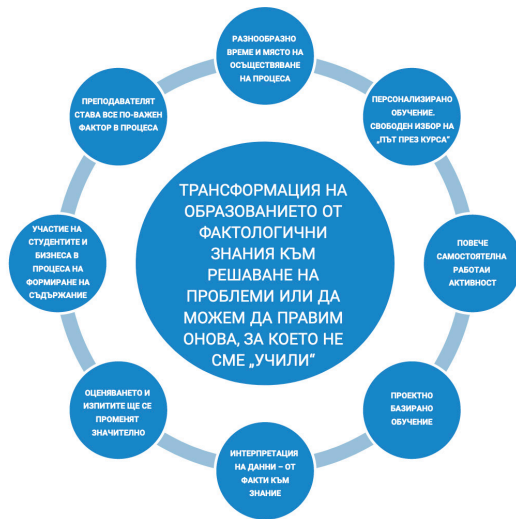 РАЗНООБРАЗНО
ВРЕМЕ И МЯСТО НА
ОСЪЩЕСТВЯВАНЕ
НА ПРОЦЕСА
ПЕРСОНАЛИЗИРАНО
ОБУЧЕНИЕ.
СВОБОДЕН ИЗБОР НА
„ПЪТ ПРЕЗ КУРСА"
ПОВЕЧЕ
САМОСТОЯТЕЛНА
РАБОТАИ
АКТИВНОСТ
ПРОЕКТНО
БАЗИРАНО
ОБУЧЕНИЕ
ИНТЕРПРЕТАЦИЯ
НА ДАННИ – ОТ
ФАКТИ КЪМ
ЗНАНИЕ
ОЦЕНЯВАНЕТО И
ИЗПИТИТЕ ЩЕ СЕ
ПРОМЕНЯТ
ЗНАЧИТЕЛНО
УЧАСТИЕ НА
СТУДЕНТИТЕ И
БИЗНЕСА В
ПРОЦЕСА НА
ФОРМИРАНЕ НА
СЪДЪРЖАНИЕ
ПРЕПОДАВАТЕЛЯТ
СТАВА ВСЕ ПО-ВАЖЕН
ФАКТОР В ПРОЦЕСА
ТРАНСФОРМАЦИЯ НА
ОБРАЗОВАНИЕТО ОТ
ФАКТОЛОГИЧНИ
ЗНАНИЯ КЪМ
РЕШАВАНЕ НА
ПРОБЛЕМИ ИЛИ ДА
МОЖЕМ ДА ПРАВИМ
ОНОВА, ЗА КОЕТО НЕ
СМЕ „УЧИЛИ“